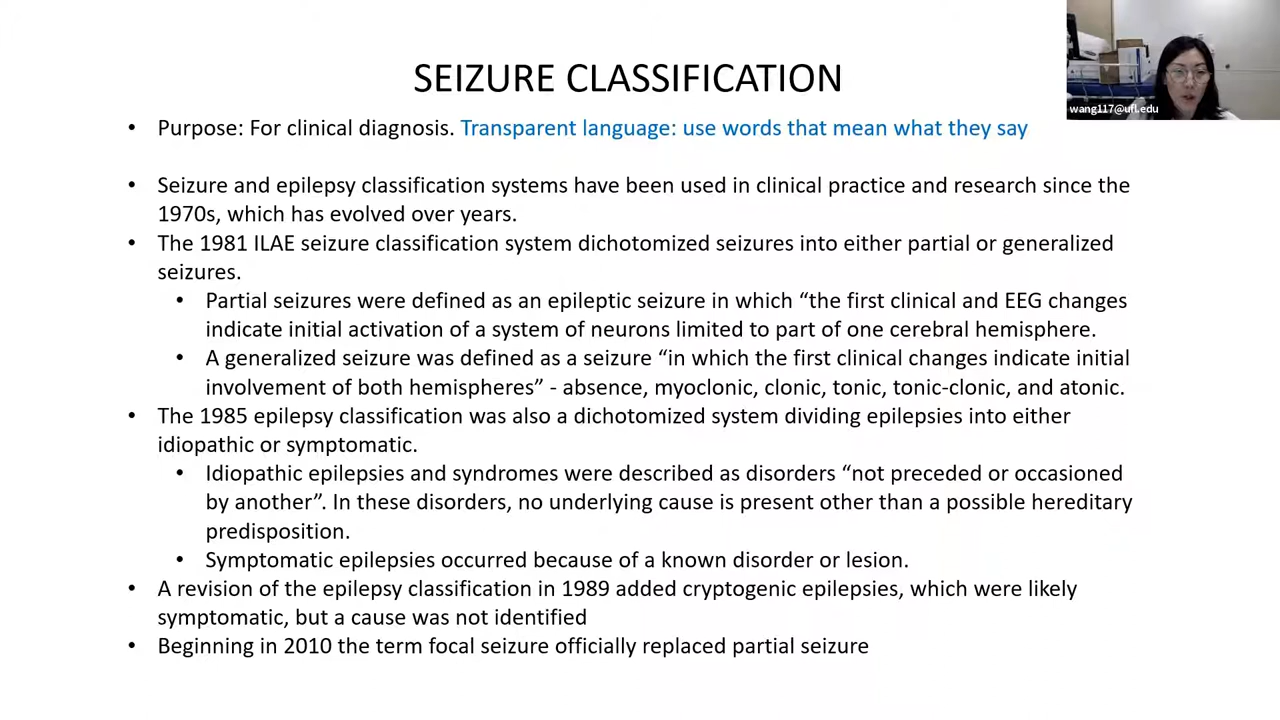 SEIZURE CLASSIFICATION
wang117@ufl.edu
• Purpose: For clinical diagnosis. Transparent language: use words that mean what they say
• Seizure and epilepsy classification systems have been used in clinical practice and research since the
1970s, which has evolved over years.
• The 1981 ILAE seizure classification system dichotomized seizures into either partial or generalized
seizures.
• Partial seizures were defined as an epileptic seizure in which “the first clinical and EEG changes
indicate initial activation of a system of neurons limited to part of one cerebral hemisphere.
• A generalized seizure was defined as a seizure “in which the first clinical changes indicate initial
involvement of both hemispheres” - absence, myoclonic, clonic, tonic, tonic-clonic, and atonic.
• The 1985 epilepsy classification was also a dichotomized system dividing epilepsies into either
idiopathic or symptomatic.
• Idiopathic epilepsies and syndromes were described as disorders “not preceded or occasioned
by another”. In these disorders, no underlying cause is present other than a possible hereditary
predisposition.
• Symptomatic epilepsies occurred because of a known disorder or lesion.
• A revision of the epilepsy classification in 1989 added cryptogenic epilepsies, which were likely
symptomatic, but a cause was not identified
• Beginning in 2010 the term focal seizure officially replaced partial seizure